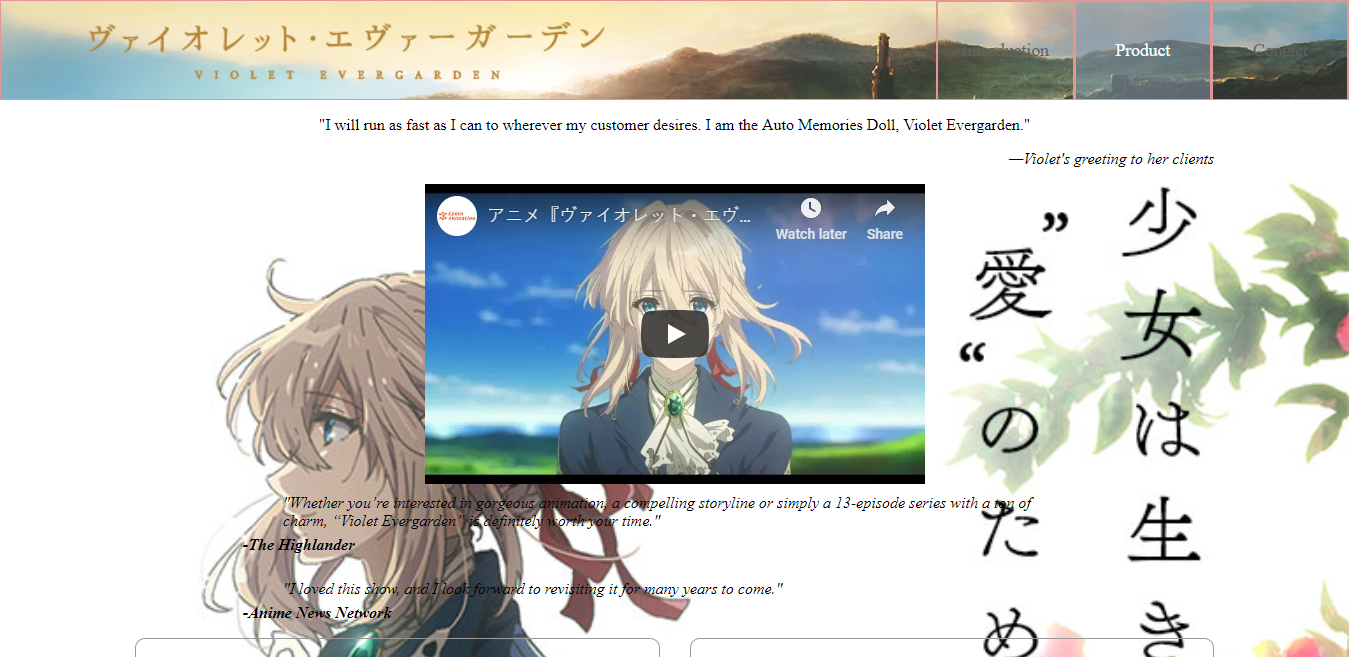 ヴァイオレット・エヴァーガーデン
VIOLET EVERGARDEN
Introduction
Product
Contact
"I will run as fast as I can to wherever my customer desires. I am the Auto Memories Doll, Violet Evergarden."
—Violet's greeting to her clients
Kyoto Animation
アニメ『ヴァイオレット・エヴ…
Watch later
Share
少女は生き
”愛“のため
"Whether you’re interested in gorgeous animation, a compelling storyline or simply a 13-episode series with a ton of
charm, “Violet Evergarden” is definitely worth your time."
-The Highlander
"I loved this show, and I look forward to revisiting it for many years to come."
-Anime News Network